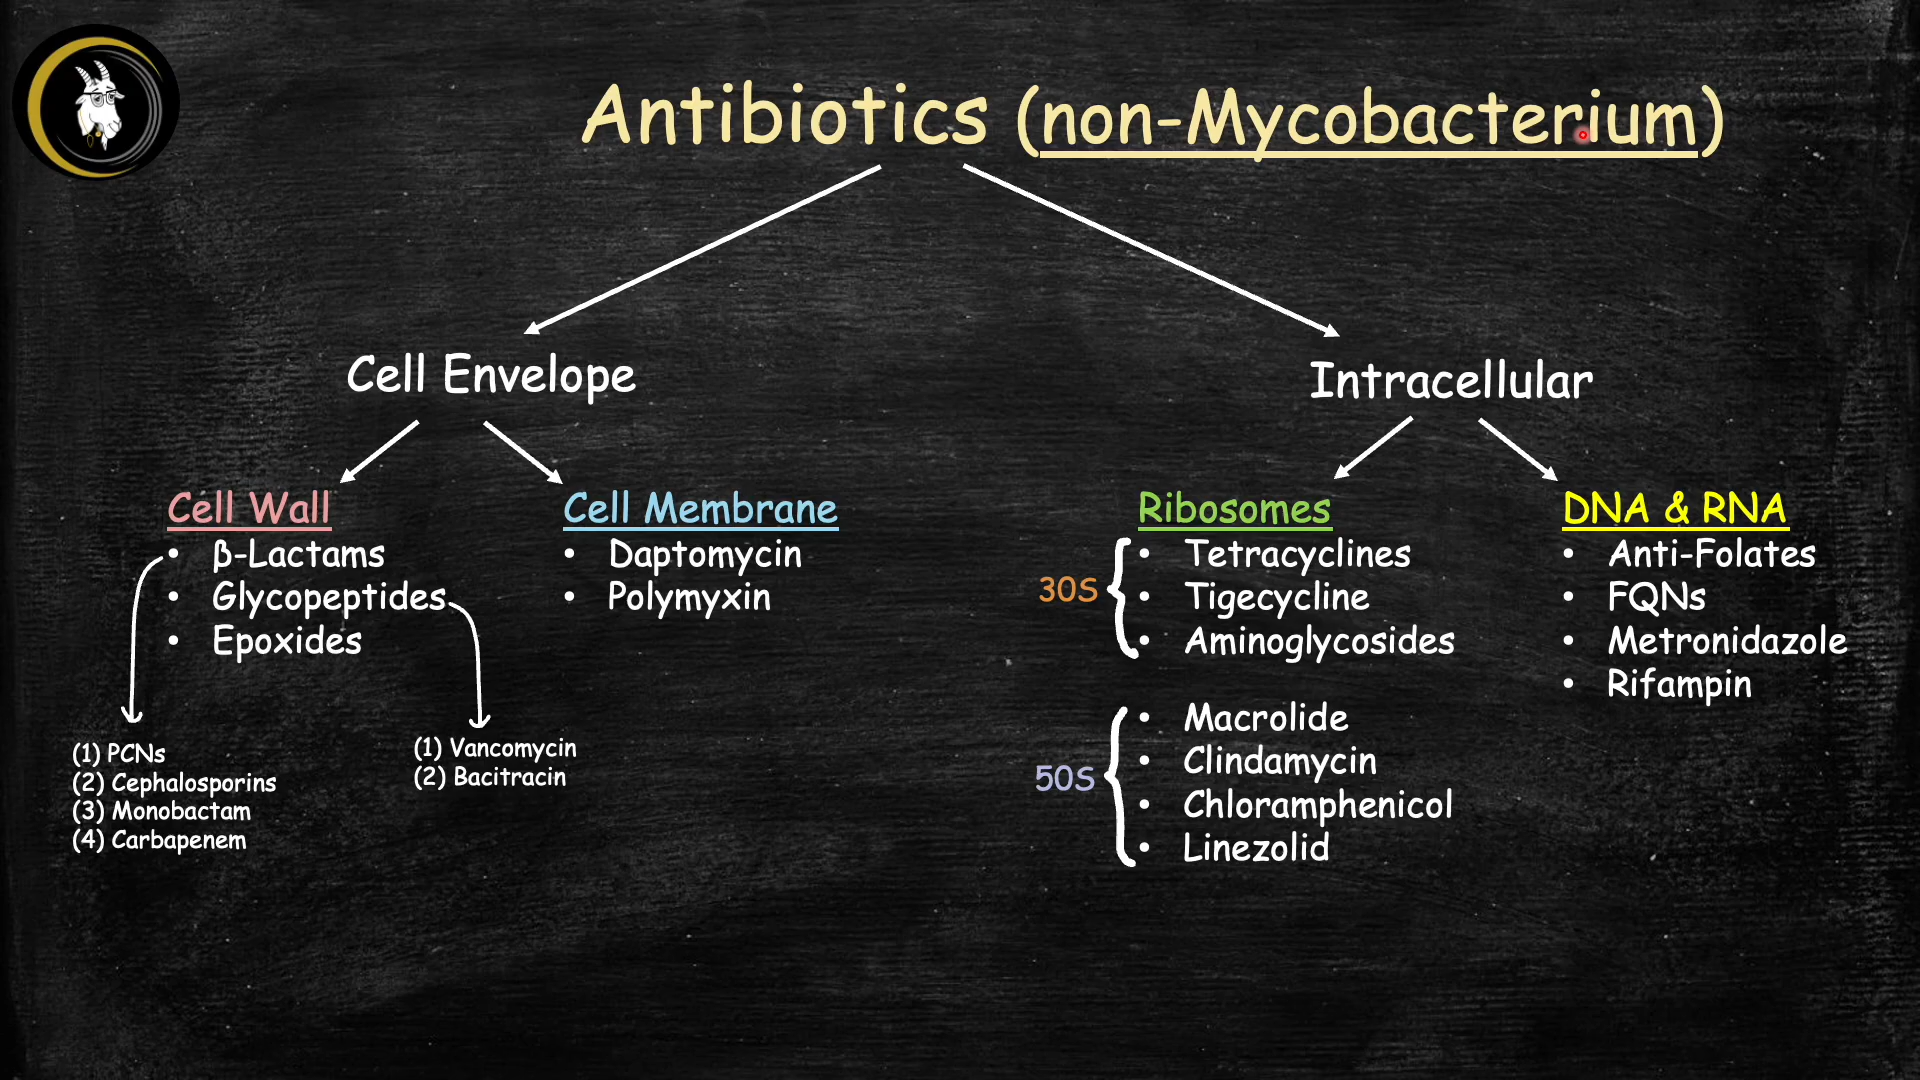 Antibiotics (non-Mycobacterium)
Cell Envelope
Cell Wall
• β-Lactams
• Glycopeptides
• Epoxides
(1) PCNs
(2) Cephalosporins
(3) Monobactam
(4) Carbapenem
(1) Vancomycin
(2) Bacitracin
Cell Membrane
• Daptomycin
• Polymyxin
Intracellular
Ribosomes
30S
• Tetracyclines
• Tigecycline
• Aminoglycosides
50S
• Macrolide
• Clindamycin
• Chloramphenicol
• Linezolid
DNA & RNA
• Anti-Folates
• FQNs
• Metronidazole
• Rifampin